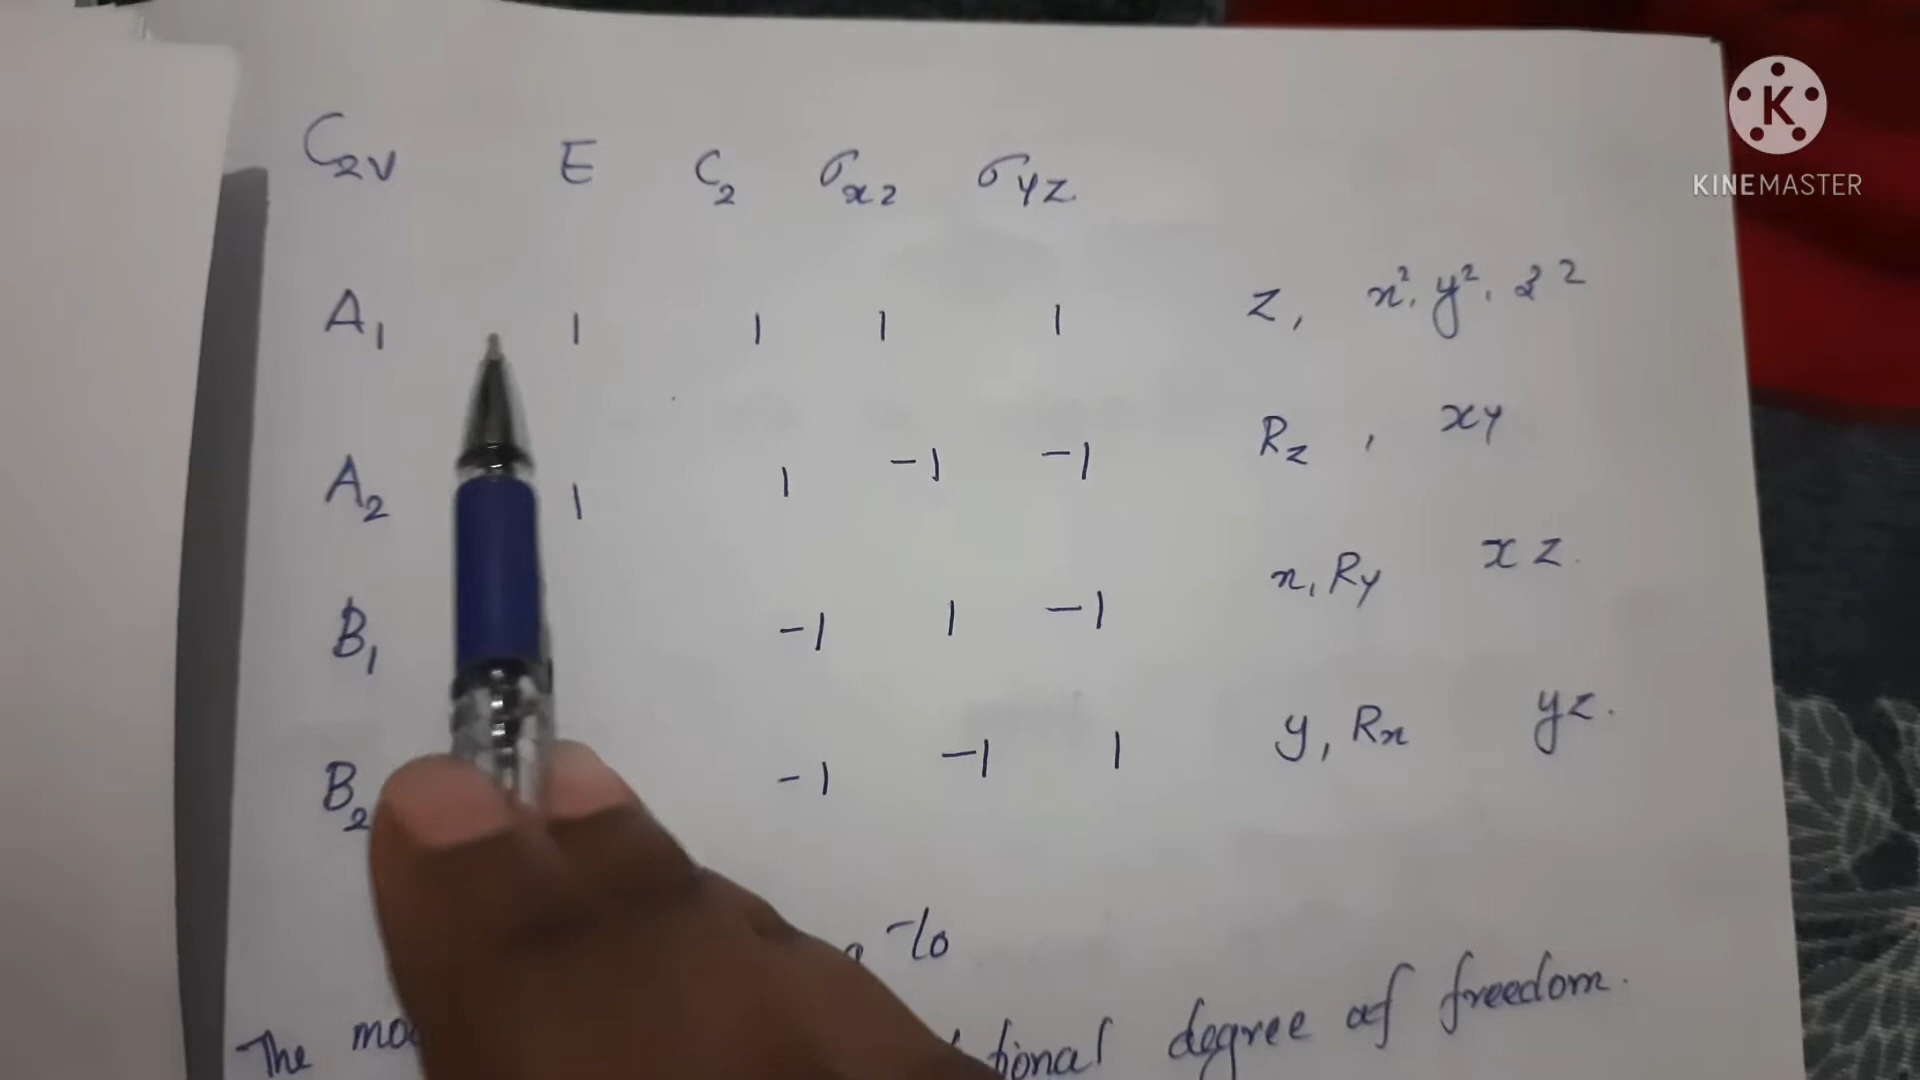 C₂ᵥ E C₂ σxz σyz
A₁ 1 1 1 1 z, x², y², z²
A₂ 1 1 -1 -1 Rz, xy
B₁ -1 1 -1 x, Ry xz
B₂ -1 -1 1 y, Rx yz
to
The degree of freedom.
K
KINEMASTER